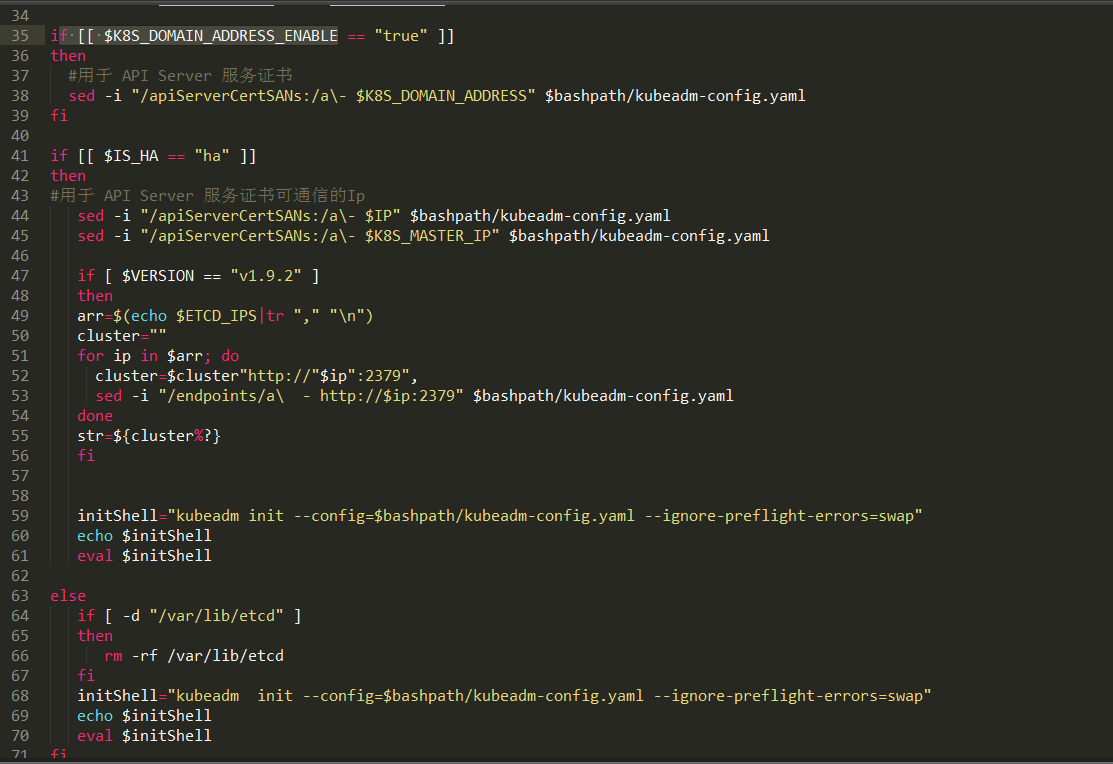 34
35 if [[ $K8S_DOMAIN_ADDRESS_ENABLE == "true" ]]
36 then
37   #用于 API Server 服务证书
38   sed -i "/apiServerCertSANs:/a\- $K8S_DOMAIN_ADDRESS" $bashpath/kubeadm-config.yaml
39 fi
40
41 if [[ $IS_HA == "ha" ]]
42 then
43 #用于 API Server 服务证书可通信的Ip
44    sed -i "/apiServerCertSANs:/a\- $IP" $bashpath/kubeadm-config.yaml
45    sed -i "/apiServerCertSANs:/a\- $K8S_MASTER_IP" $bashpath/kubeadm-config.yaml
46
47    if [ $VERSION == "v1.9.2" ]
48    then
49    arr=$(echo $ETCD_IPS|tr "," "\n")
50    cluster=""
51    for ip in $arr; do
52      cluster=$cluster"http://"$ip":2379",
53      sed -i "/endpoints/a\  - http://$ip:2379" $bashpath/kubeadm-config.yaml
54    done
55    str=${cluster%?}
56    fi
57
58
59    initShell="kubeadm init --config=$bashpath/kubeadm-config.yaml --ignore-preflight-errors=swap"
60    echo $initShell
61    eval $initShell
62
63 else
64    if [ -d "/var/lib/etcd" ]
65    then
66       rm -rf /var/lib/etcd
67    fi
68    initShell="kubeadm  init --config=$bashpath/kubeadm-config.yaml --ignore-preflight-errors=swap"
69    echo $initShell
70    eval $initShell
71 fi